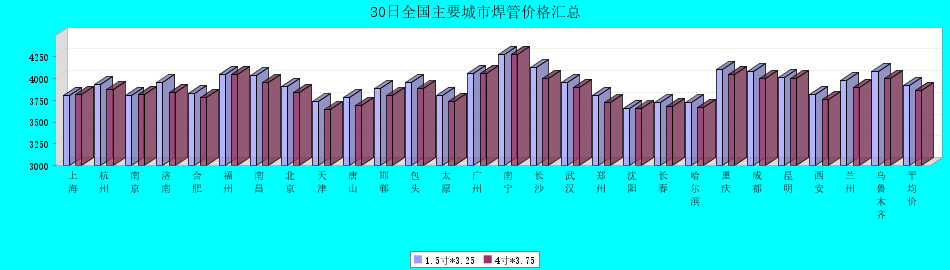 30日全国主要城市焊管价格汇总
4250
4000
3750
3500
3250
3000
上海 杭州 南京 济南 合肥 福州 南昌 北京 天津 唐山 邯郸 包头 太原 广州 南宁 长沙 武汉 郑州 沈阳 长春 哈尔滨 重庆 成都 昆明 西安 兰州 乌鲁木齐 平均价
1.5寸*3.25 4寸*3.75